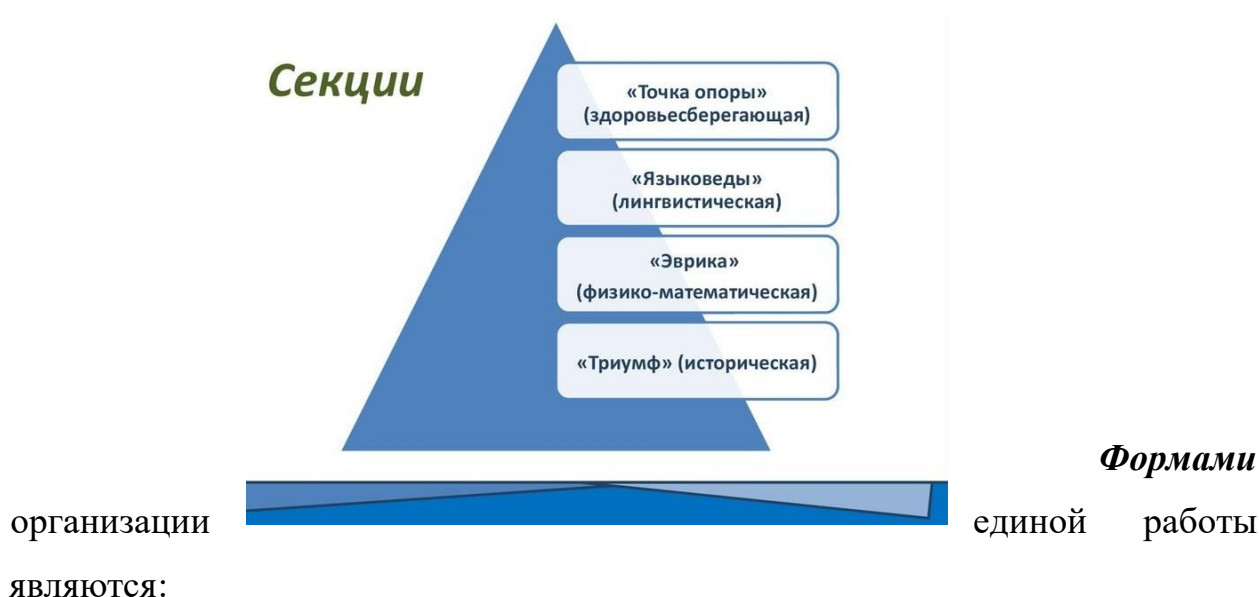 Секции
«Точка опоры»
(здоровьесберегающая)
«Языковеды»
(лингвистическая)
«Эврика»
(физико-математическая)
«Триумф» (историческая)
Формами
организации единой работы
являются: